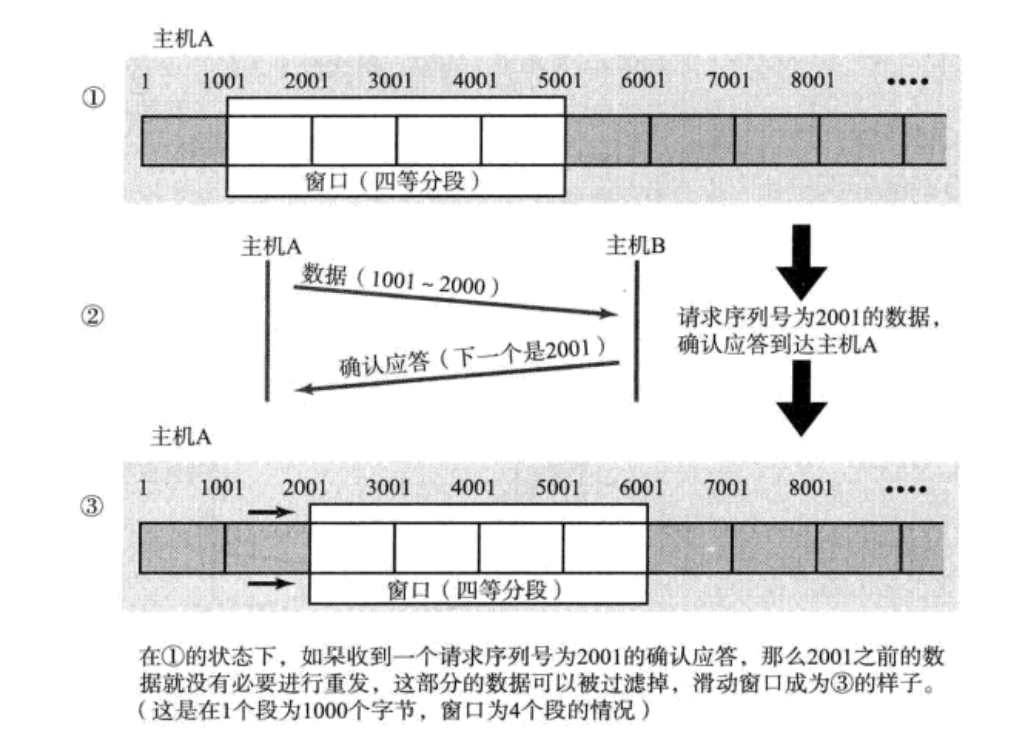 主机A
1 1001 2001 3001 4001 5001 6001 7001 8001 ••••
①
窗口（四等分段）
主机A 主机B
数据（1001～2000）
②
请求序列号为2001的数据，
确认应答到达主机A
确认应答（下一个是2001）
主机A
1 1001 2001 3001 4001 5001 6001 7001 8001 ••••
③
窗口（四等分段）
在①的状态下，如果收到一个请求序列号为2001的确认应答，那么2001之前的数
据就没有必要进行重发，这部分的数据可以被过滤掉，滑动窗口成为③的样子。
（这是在1个段为1000个字节，窗口为4个段的情况）